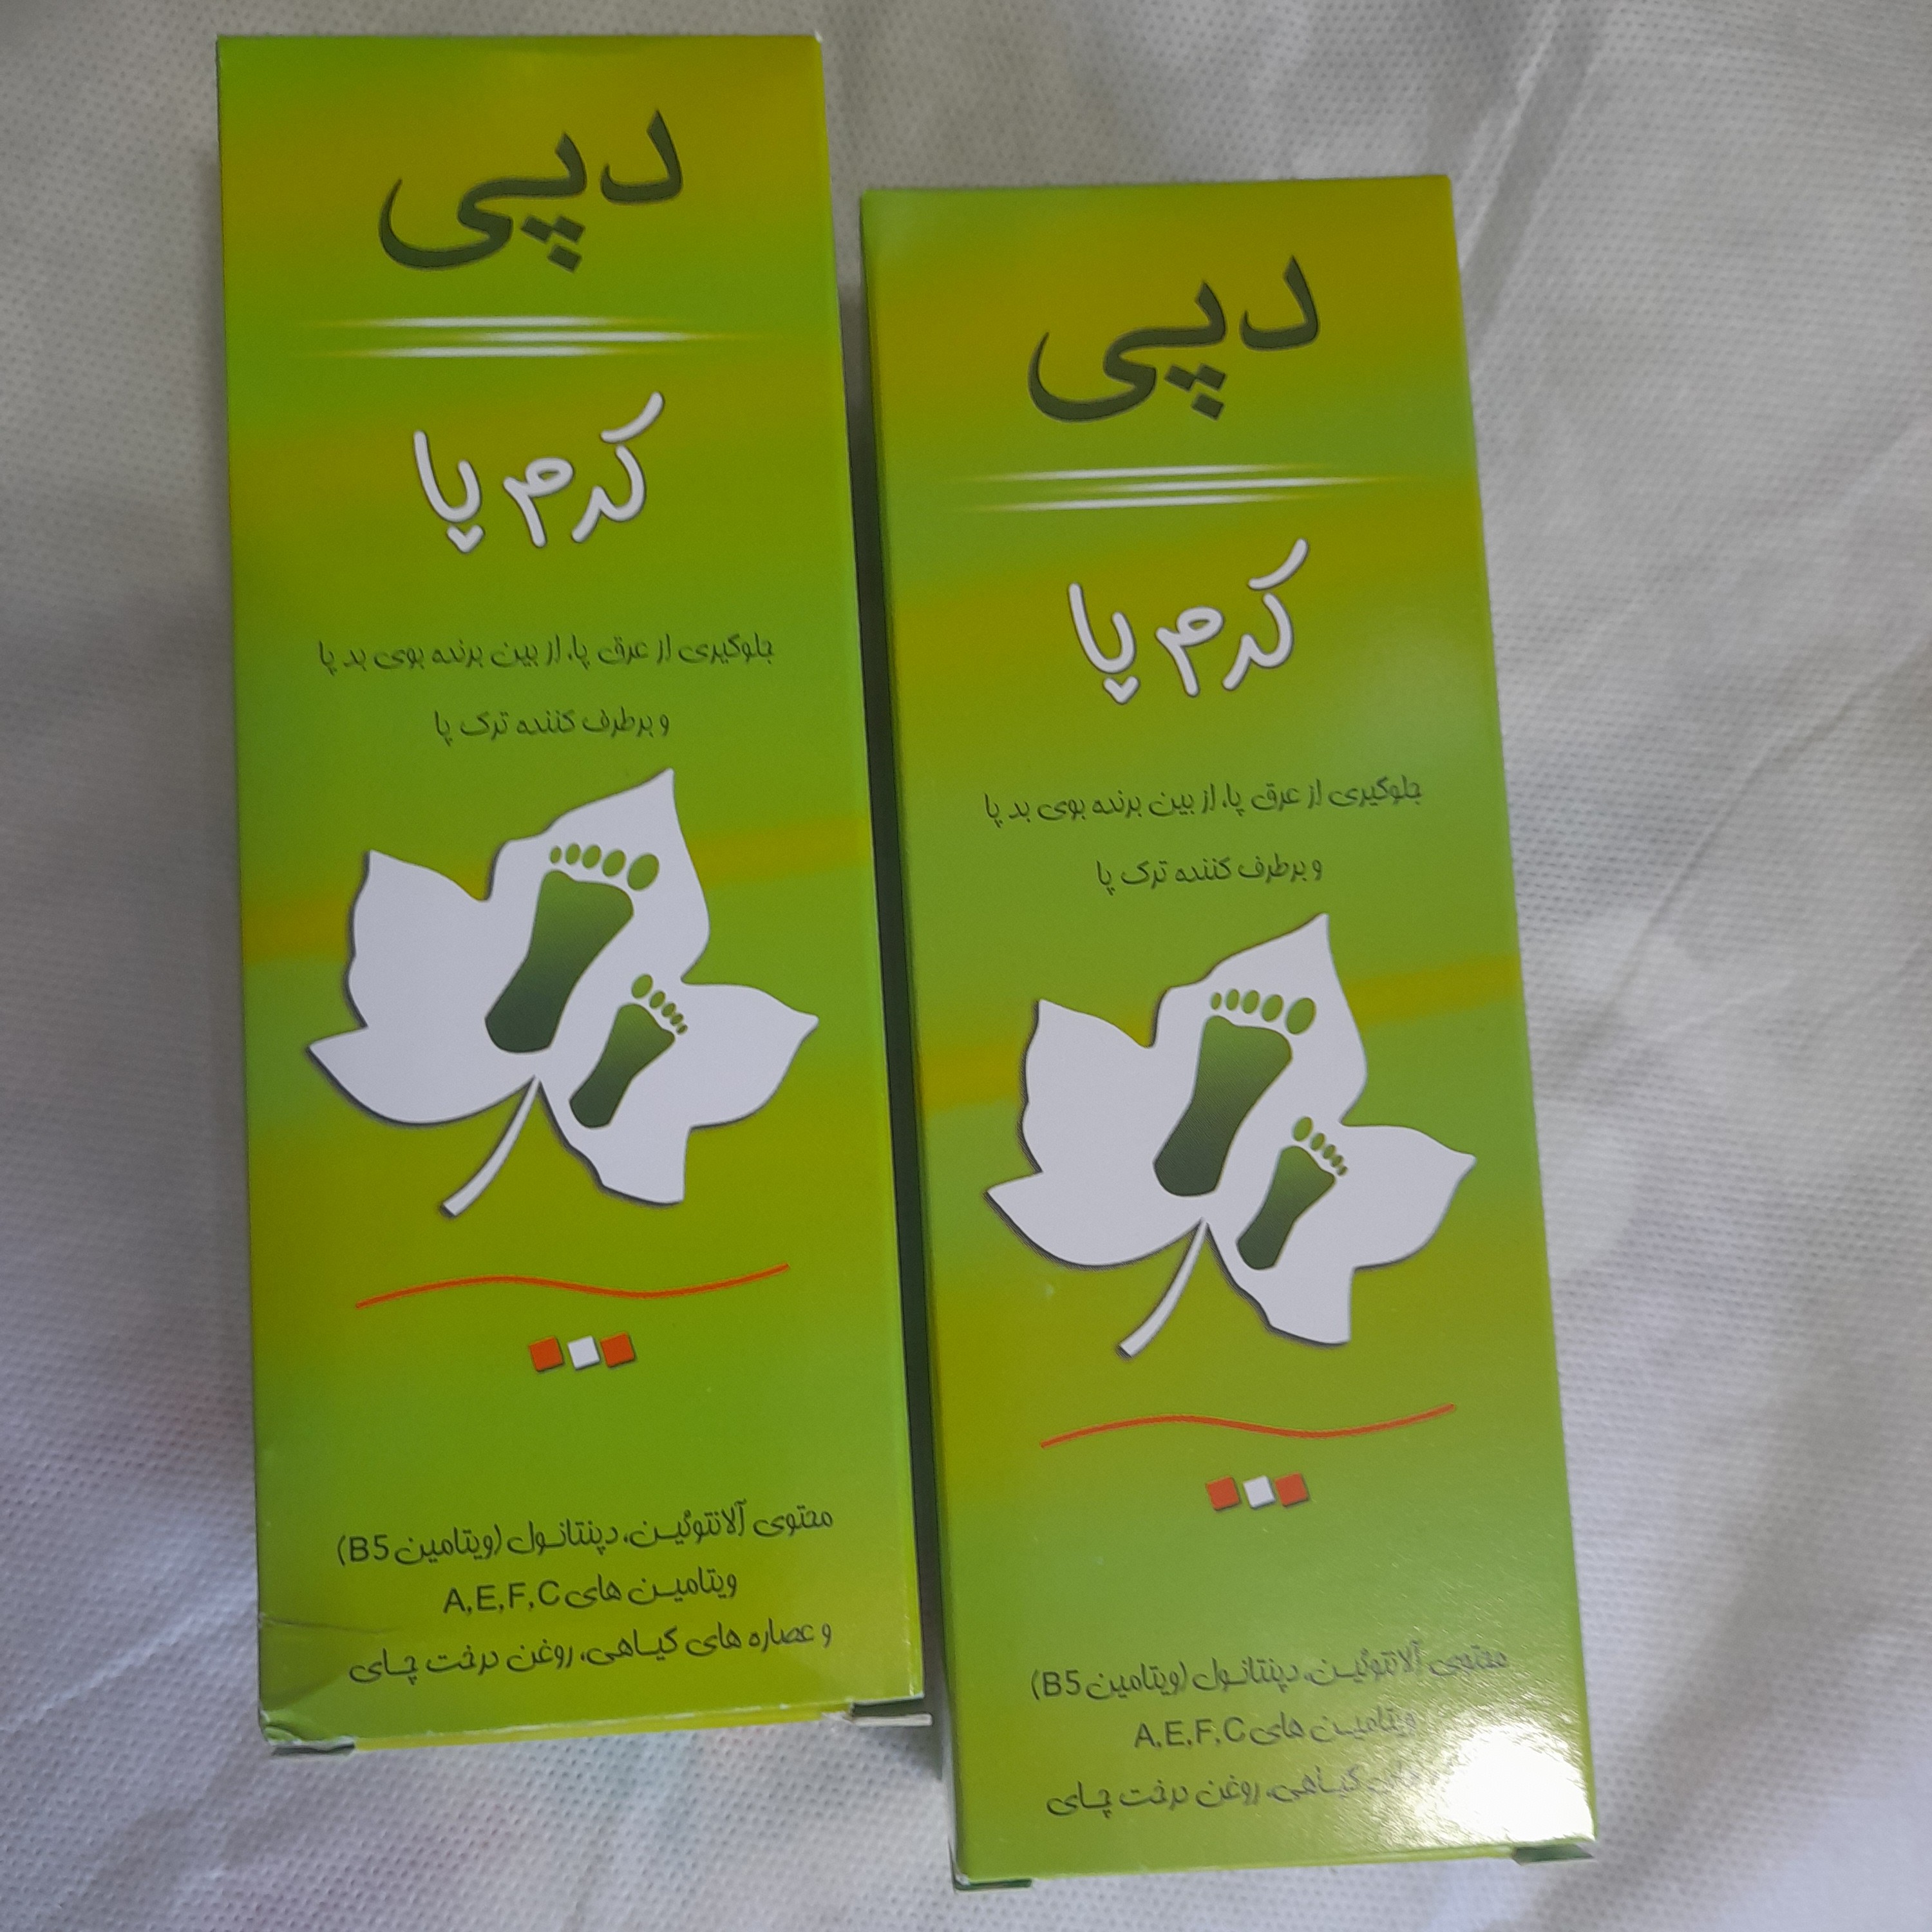 دپی
کرم پا
جلوگیری از عرق پا، از بین برنده بوی بد پا
و برطرف کننده ترک پا
محتوی آلانتوئین، دپنتانول (ویتامین B5)
ویتامین های A,E,F,C
و عصاره های گیاهی، روغن درخت چای
دپی
کرم پا
جلوگیری از عرق پا، از بین برنده بوی بد پا
و برطرف کننده ترک پا
محتوی آلانتوئین، دپنتانول (ویتامین B5)
ویتامین های A,E,F,C
گیاهی، روغن درخت چای